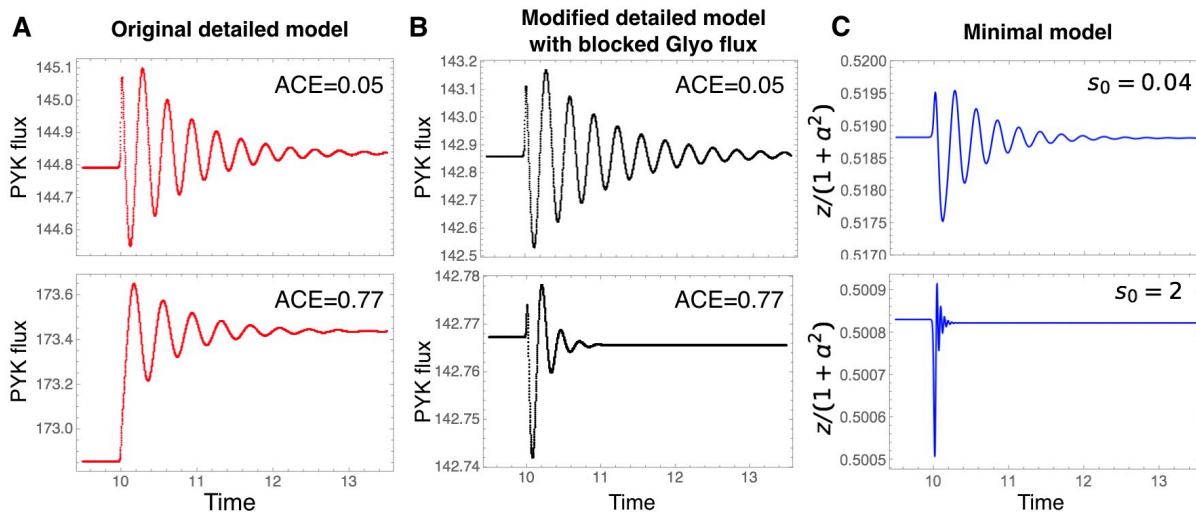 A Original detailed model
145.1
145.0
144.9
144.8
144.7
144.6
PYK flux
ACE=0.05
173.6
173.4
173.2
173.0
PYK flux
ACE=0.77
10 11 12 13
Time
B Modified detailed model
with blocked Glyo flux
143.2
143.1
143.0
142.9
142.8
142.7
142.6
142.5
PYK flux
ACE=0.05
142.78
142.77
142.76
142.75
142.74
PYK flux
ACE=0.77
10 11 12 13
Time
C Minimal model
0.5200
0.5195
0.5190
0.5185
0.5180
0.5175
0.5170
z/(1 + α²)
s₀ = 0.04
0.5009
0.5008
0.5007
0.5006
0.5005
z/(1 + α²)
s₀ = 2
10 11 12 13
Time